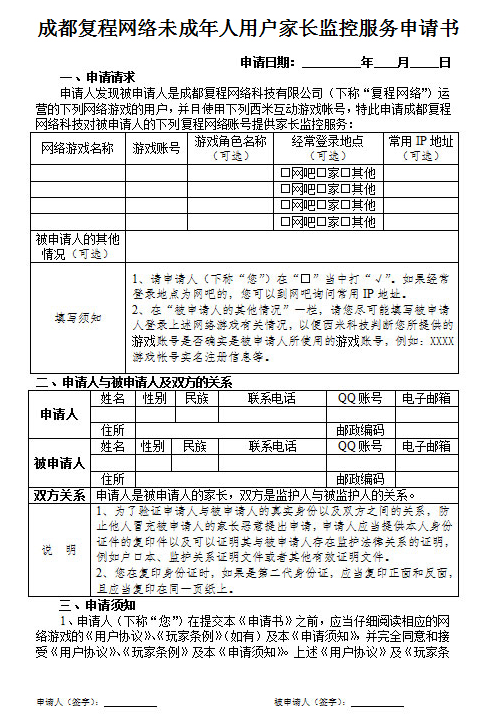 成都复程网络未成年人用户家长监控服务申请书
申请日期：________年____月____日
一、申请请求
申请人发现被申请人是成都复程网络科技有限公司（下称“复程网络”）运
营的下列网络游戏的用户，并且使用下列西米互动游戏帐号，特此申请成都复程
网络科技对被申请人的下列复程网络账号提供家长监控服务：
网络游戏名称 游戏账号 游戏角色名称（可选） 经常登录地点（可选） 常用 IP 地址（可选）
□网吧□家□其他
□网吧□家□其他
□网吧□家□其他
□网吧□家□其他
被申请人的其他
情况（可选）
填写须知
1、请申请人（下称“您”）在“□”当中打“√”。如果经常
登录地点为网吧的，您可以到网吧询问常用 IP 地址。
2、在“被申请人的其他情况”一栏，请您尽可能填写被申请
人登录上述网络游戏有关情况，以便西米科技判断您所提供的
游戏账号是否确实是被申请人所使用的游戏账号，例如：XXXX
游戏帐号实名注册信息等。
二、申请人与被申请人及双方的关系
申请人 姓名 性别 民族 联系电话 QQ 账号 电子邮箱
住所 邮政编码
被申请人 姓名 性别 民族 联系电话 QQ 账号 电子邮箱
住所 邮政编码
双方关系 申请人是被申请人的家长，双方是监护人与被监护人的关系。
说 明
1、为了验证申请人与被申请人的真实身份以及双方之间的关系，防
止他人冒充被申请人的家长恶意提出申请，申请人应当提供本人身份
证件的复印件以及可以证明其与被申请人存在监护法律关系的证明，
例如户口本、监护关系证明文件或者其他有效证明文件。
2、您在复印身份证时，如果是第二代身份证，应当复印正面和反面，
且应当复印在同一页纸上。
三、申请须知
1、申请人（下称“您”）在提交本《申请书》之前，应当仔细阅读相应的网
络游戏的《用户协议》、《玩家条例》（如有）及本《申请须知》，并完全同意和接
受《用户协议》、《玩家条例》及本《申请须知》。上述《用户协议》及《玩家条
申请人（签字）：__________ 被申请人（签字）：__________